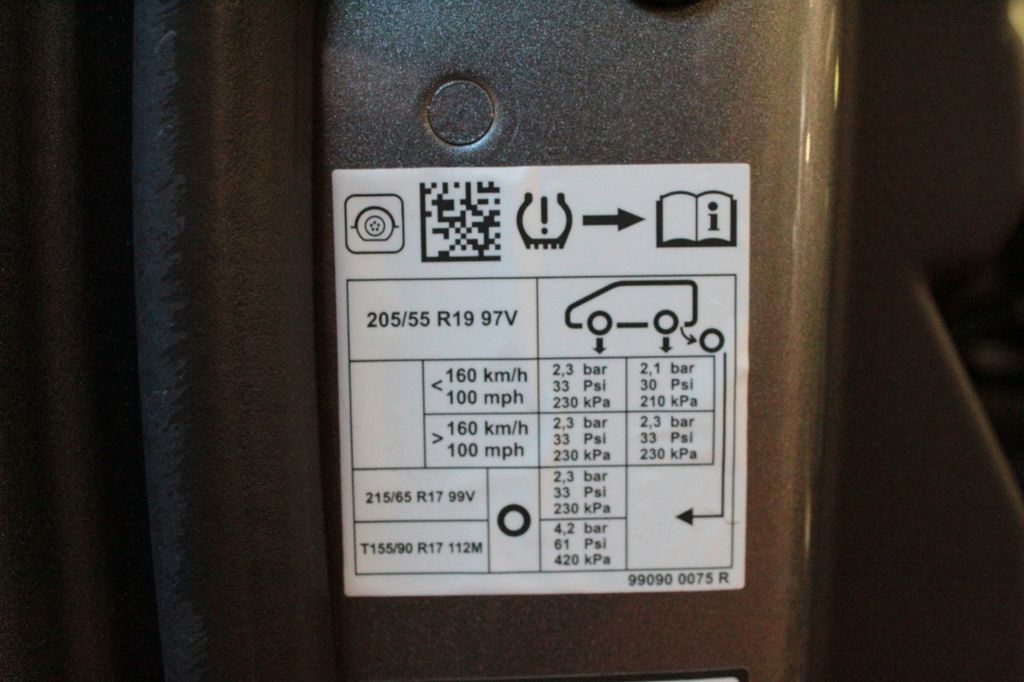 205/55 R19 97V
< 160 km/h
100 mph
2,3 bar
33 Psi
230 kPa
2,1 bar
30 Psi
210 kPa
> 160 km/h
100 mph
2,3 bar
33 Psi
230 kPa
2,3 bar
33 Psi
230 kPa
215/65 R17 99V
2,3 bar
33 Psi
230 kPa
T155/90 R17 112M
4,2 bar
61 Psi
420 kPa
99090 0075 R